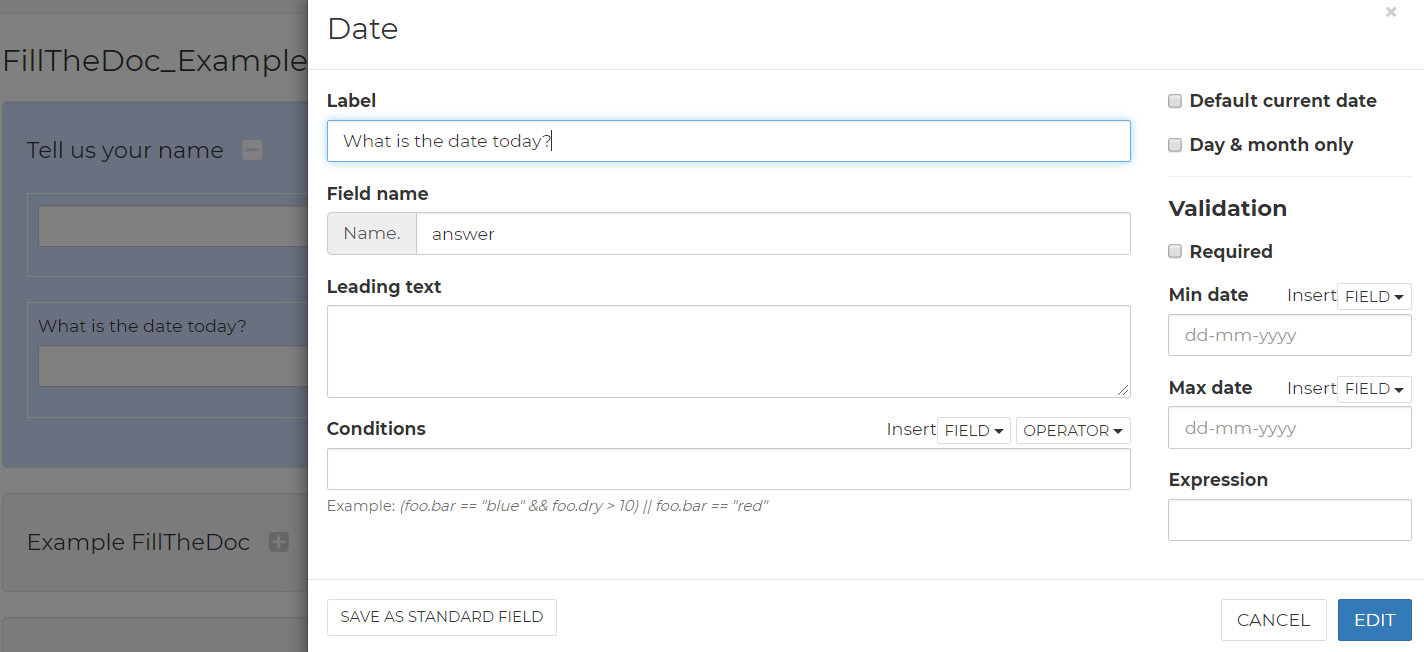 FillTheDoc_Example
Tell us your name
What is the date today?
Example FillTheDoc
Date
×
Label
What is the date today?
Field name
Name. answer
Leading text
Conditions Insert FIELD OPERATOR
Example: (foo.bar == "blue" && foo.dry > 10) || foo.bar == "red"
Default current date
Day & month only
Validation
Required
Min date Insert FIELD
dd-mm-yyyy
Max date Insert FIELD
dd-mm-yyyy
Expression
SAVE AS STANDARD FIELD
CANCEL EDIT